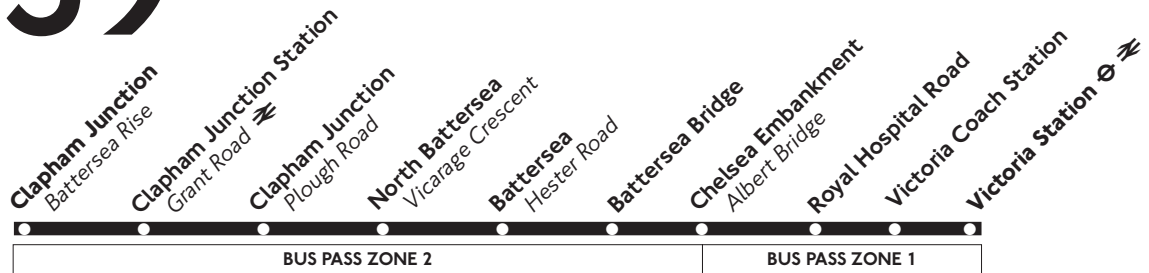 Clapham Junction
Battersea Rise
Clapham Junction Station
Grant Road
Clapham Junction
Plough Road
North Battersea
Vicarage Crescent
Battersea
Hester Road
Battersea Bridge
Chelsea Embankment
Albert Bridge
Royal Hospital Road
Victoria Coach Station
Victoria Station
BUS PASS ZONE 2
BUS PASS ZONE 1